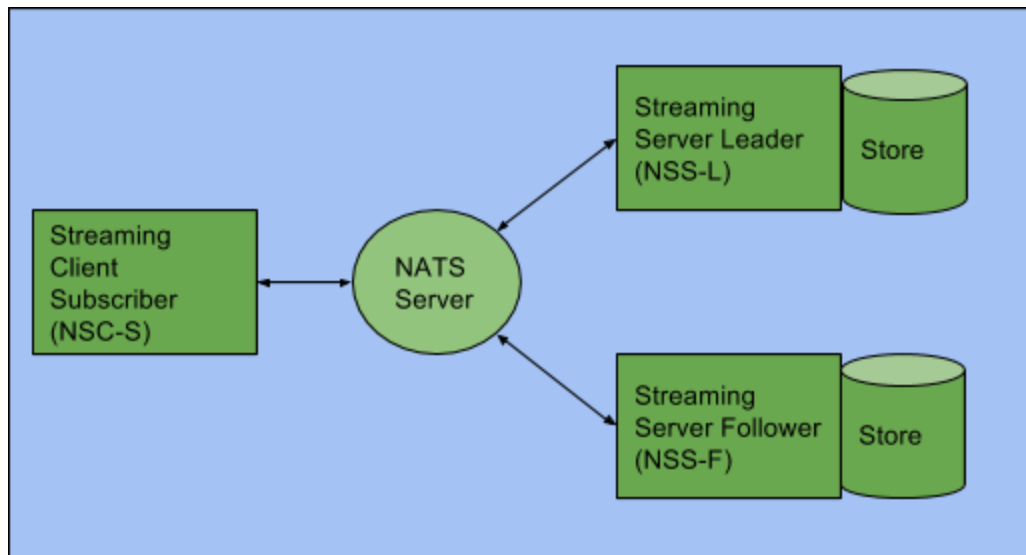 Streaming
Client
Subscriber
(NSC-S)
NATS
Server
Streaming
Server Leader
(NSS-L)
Store
Streaming
Server Follower
(NSS-F)
Store